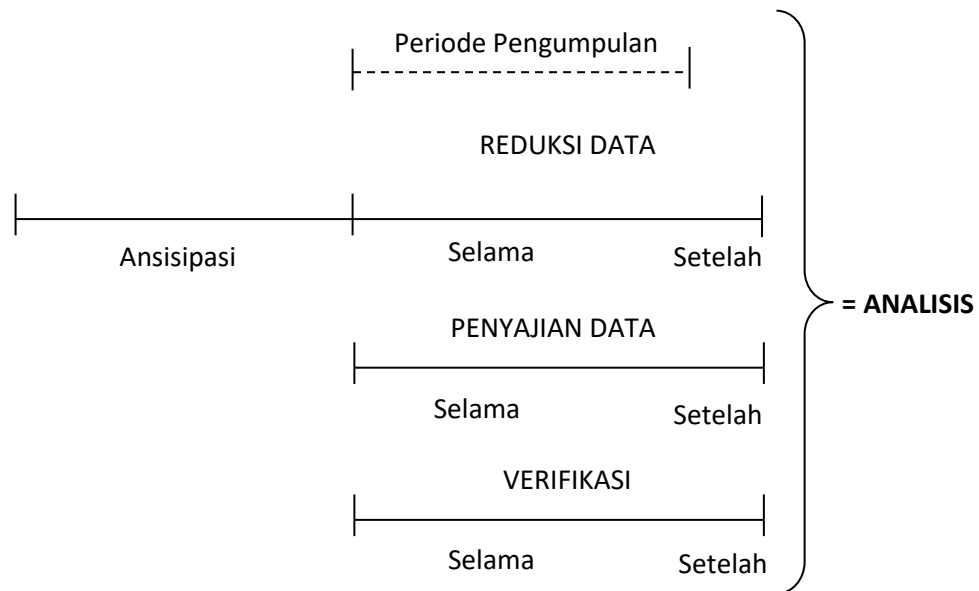 Periode Pengumpulan
REDUKSI DATA
Ansisipasi
Selama
Setelah
= ANALISIS
PENYAJIAN DATA
Selama
Setelah
VERIFIKASI
Selama
Setelah